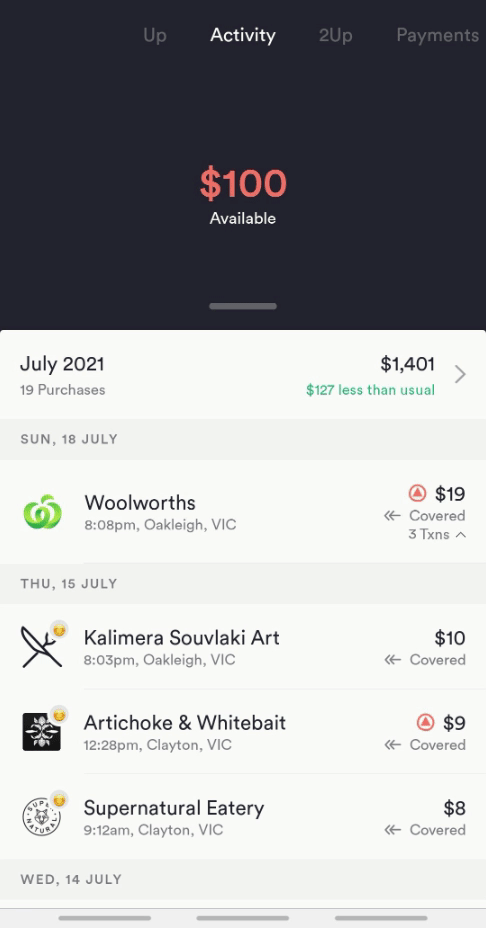 Up Activity 2Up Payments
$100
Available
July 2021 $1,401
19 Purchases $127 less than usual
SUN, 18 JULY
Woolworths $19
8:08pm, Oakleigh, VIC Covered
3 Txns
THU, 15 JULY
Kalimera Souvlaki Art $10
8:03pm, Oakleigh, VIC Covered
Artichoke & Whitebait $9
12:28pm, Clayton, VIC Covered
SUPA
NATURAL
Supernatural Eatery $8
9:12am, Clayton, VIC Covered
WED, 14 JULY